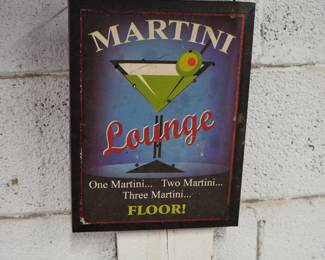 MARTINI
Lounge
One Martini... Two Martini...
Three Martini...
FLOOR!